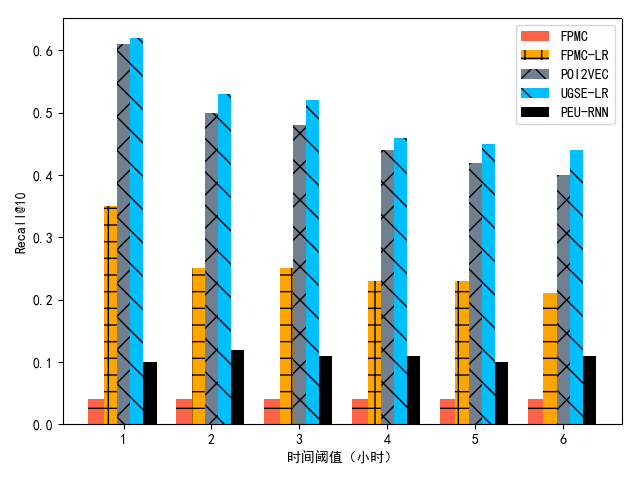 FPMC
FPMC-LR
POI2VEC
UGSE-LR
PEU-RNN
Recall@10
0.6
0.5
0.4
0.3
0.2
0.1
0.0
1 2 3 4 5 6
时间阈值（小时）